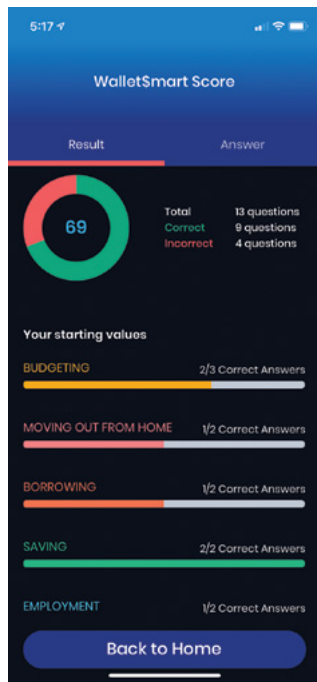 5:17
Wallet$mart Score
Result Answer
69
Total 13 questions
Correct 9 questions
Incorrect 4 questions
Your starting values
BUDGETING 2/3 Correct Answers
MOVING OUT FROM HOME 1/2 Correct Answers
BORROWING 1/2 Correct Answers
SAVING 2/2 Correct Answers
EMPLOYMENT 1/2 Correct Answers
Back to Home